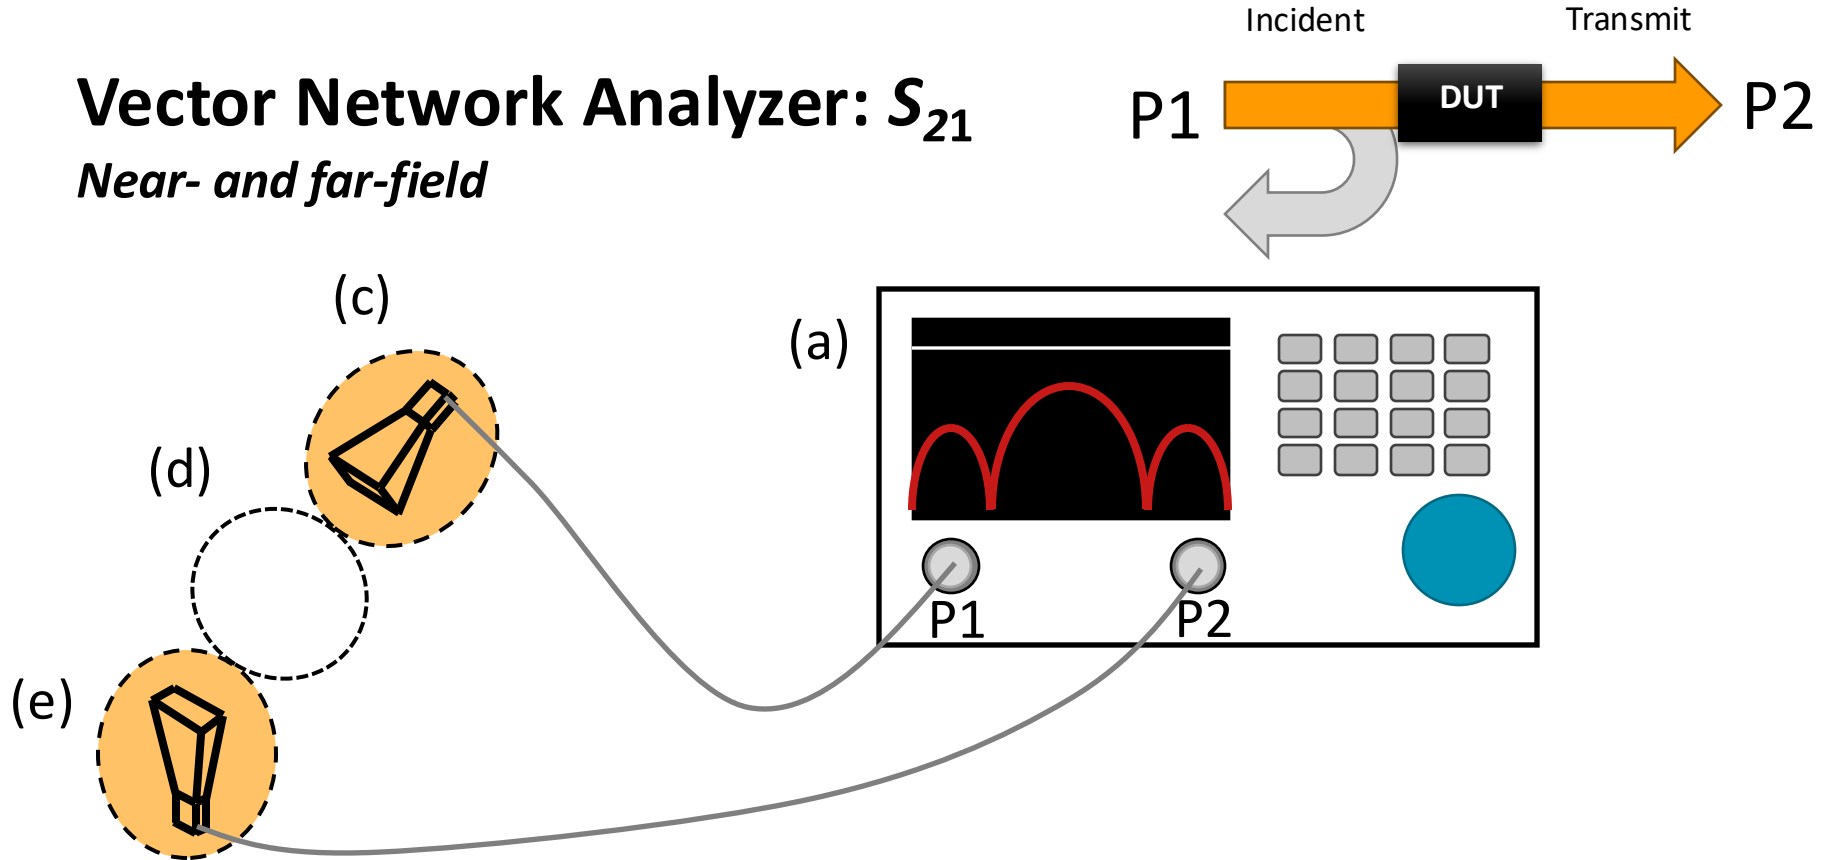 Incident Transmit
Vector Network Analyzer: S21
P1 DUT P2
Near- and far-field
(c)
(a)
(d)
P1 P2
(e)